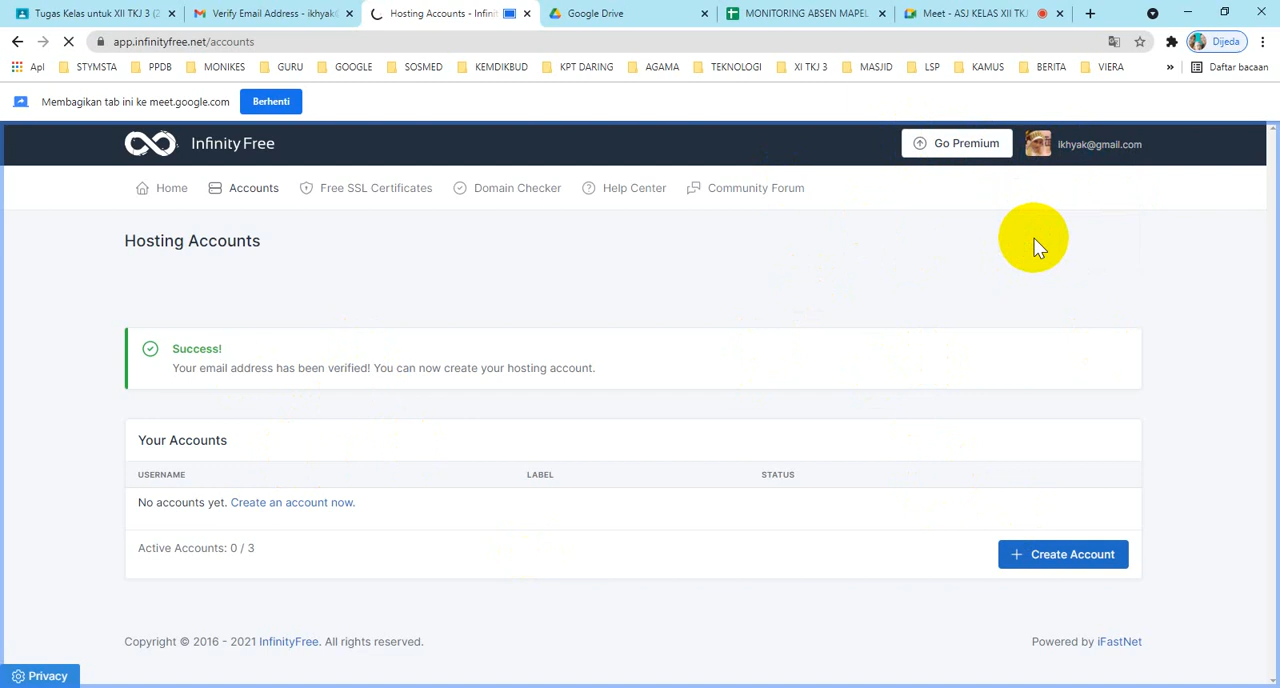 Tugas Kelas untuk XII TKJ 3 (2
Verify Email Address - ikhyak@
Hosting Accounts - Infinit
Google Drive
MONITORING ABSEN MAPEL
Meet - ASJ KELAS XII TKJ
app.infinityfree.net/accounts
Dijeda
Apl
STYMSTA
PPDB
MONIKES
GURU
GOOGLE
SOSMED
KEMDIKBUD
KPT DARING
AGAMA
TEKNOLOGI
XI TKJ 3
MASJID
LSP
KAMUS
BERITA
VIERA
»
Daftar bacaan
Membagikan tab ini ke meet.google.com
Berhenti
InfinityFree
Go Premium
ikhyak@gmail.com
Home
Accounts
Free SSL Certificates
Domain Checker
Help Center
Community Forum
Hosting Accounts
Success!
Your email address has been verified! You can now create your hosting account.
Your Accounts
USERNAME
LABEL
STATUS
No accounts yet. Create an account now.
Active Accounts: 0 / 3
Create Account
Copyright © 2016 - 2021 InfinityFree. All rights reserved.
Powered by iFastNet
Privacy